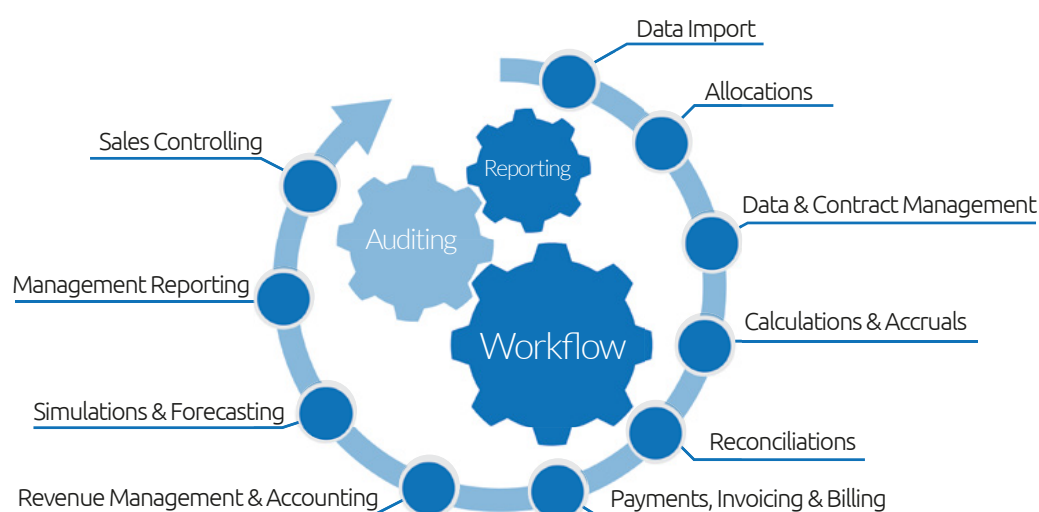 Data Import
Allocations
Data & Contract Management
Calculations & Accruals
Reconciliations
Payments, Invoicing & Billing
Revenue Management & Accounting
Simulations & Forecasting
Management Reporting
Sales Controlling
Reporting
Auditing
Workflow